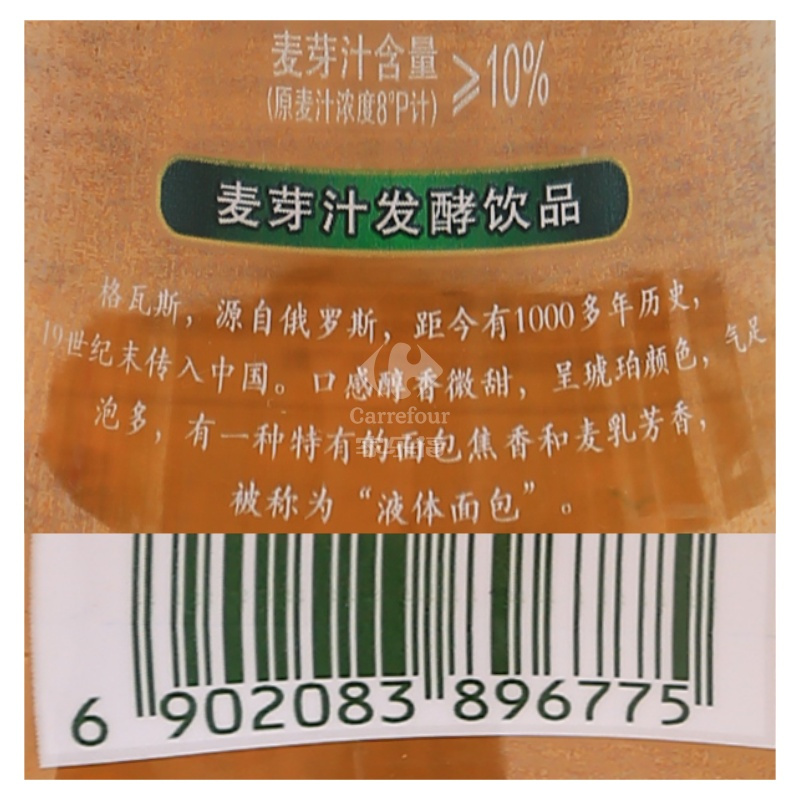 麦芽汁含量
(原麦汁浓度8°P计)
≥10%
麦芽汁发酵饮品
格瓦斯，源自俄罗斯，距今有1000多年历史，
19世纪末传入中国。口感醇香微甜，呈琥珀颜色，气足
泡多，有一种特有的面包焦香和麦乳芳香，
被称为“液体面包”。
Carrefour
家乐福
6 902083 896775